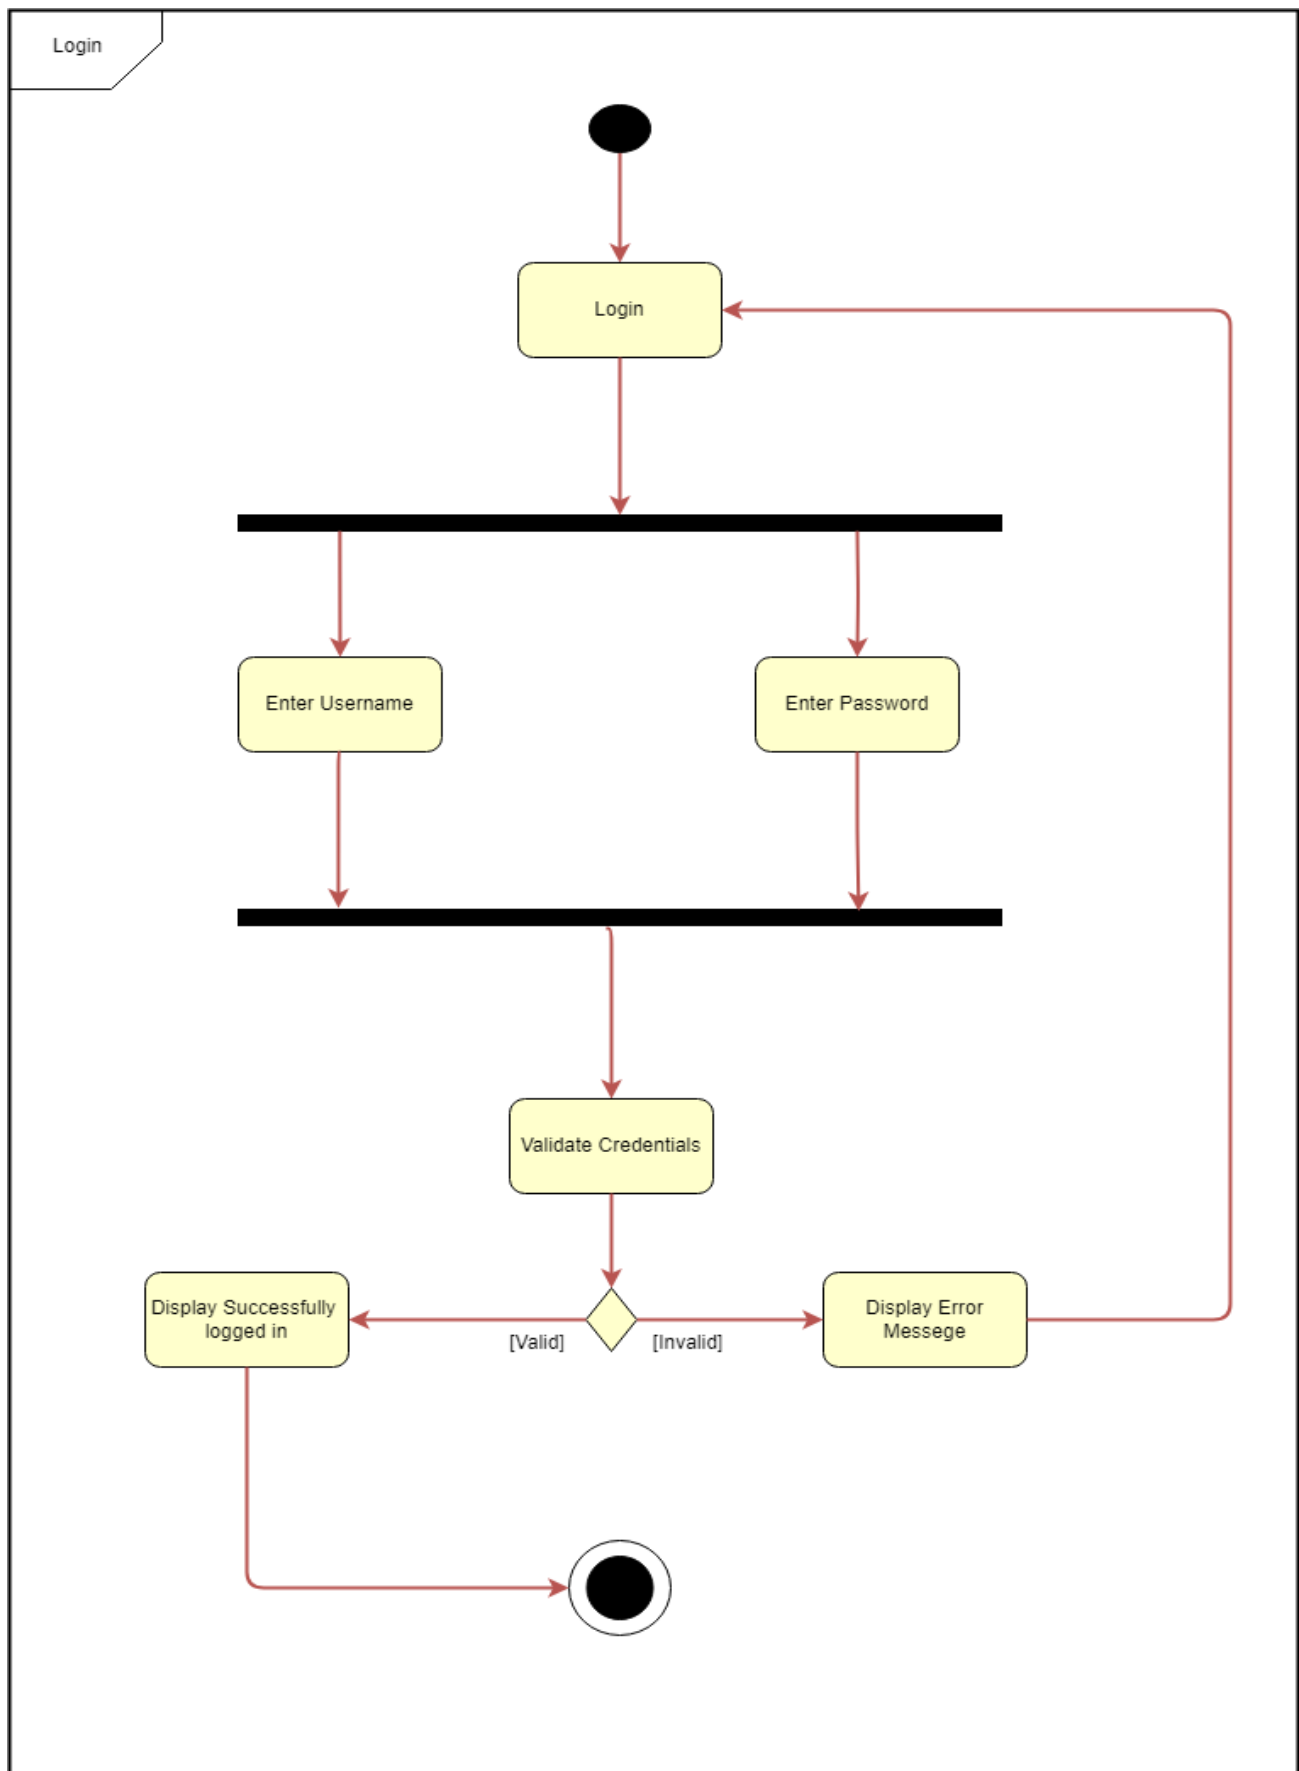 Login
Login
Enter Username
Enter Password
Validate Credentials
Display Successfully
logged in
[Valid]
[Invalid]
Display Error
Messege